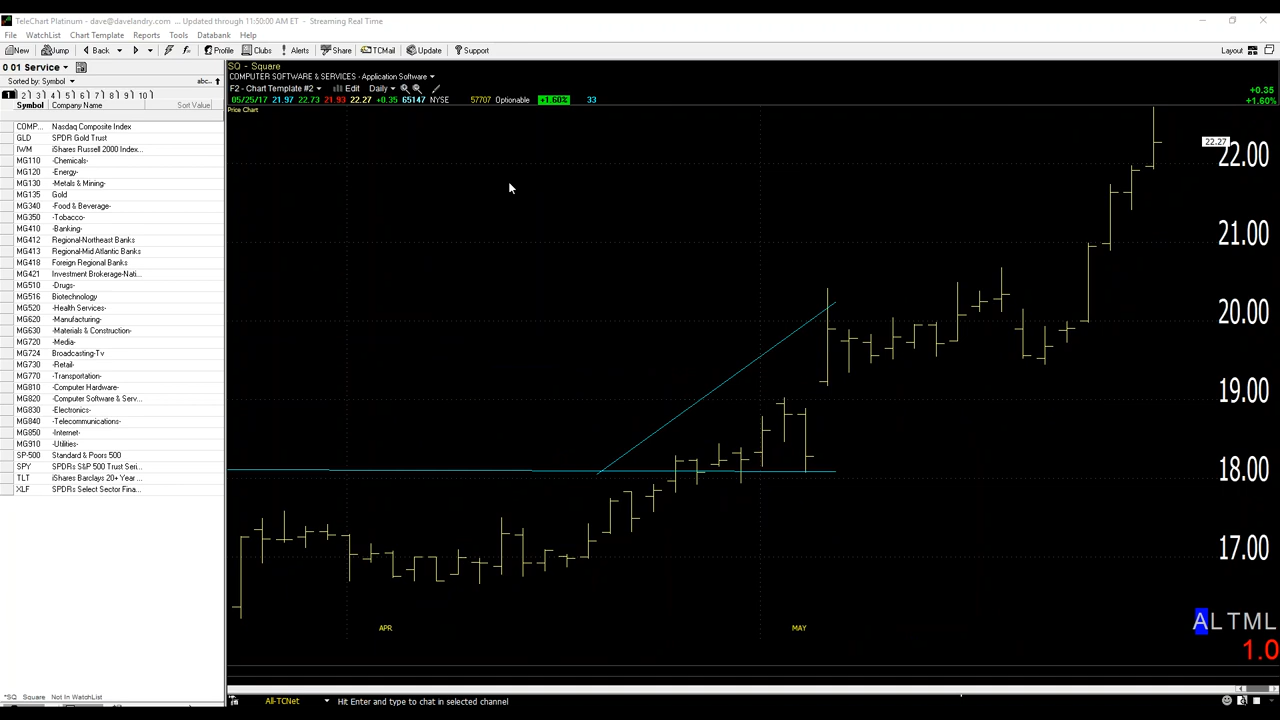 TeleChart Platinum - dave@davelandry.com ... Updated through 11:50:00 AM ET - Streaming Real Time
File WatchList Chart Template Reports Tools Databank Help
New Jump Back Profile Clubs Alerts Share TCMail Update Support Layout
0 01 Service
Sorted by: Symbol abc..
1 2 3 4 5 6 7 8 9 10
Symbol Company Name Sort Value
COMP... Nasdaq Composite Index
GLD SPDR Gold Trust
IWM iShares Russell 2000 Index...
MG110 -Chemicals-
MG120 -Energy-
MG130 -Metals & Mining-
MG135 Gold
MG340 -Food & Beverage-
MG350 -Tobacco-
MG410 -Banking-
MG412 Regional-Northeast Banks
MG413 Regional-Mid Atlantic Banks
MG418 Foreign Regional Banks
MG421 Investment Brokerage-Nati...
MG510 -Drugs-
MG516 Biotechnology
MG520 -Health Services-
MG620 -Manufacturing-
MG630 -Materials & Construction-
MG720 -Media-
MG724 Broadcasting-Tv
MG730 -Retail-
MG770 -Transportation-
MG810 -Computer Hardware-
MG820 -Computer Software & Serv...
MG830 -Electronics-
MG840 -Telecommunications-
MG850 -Internet-
MG910 -Utilities-
SP-500 Standard & Poors 500
SPY SPDRs S&P 500 Trust Seri...
TLT iShares Barclays 20+ Year ...
XLF SPDRs Select Sector Fina...
*SQ Square Not In WatchList
SQ - Square
COMPUTER SOFTWARE & SERVICES - Application Software
F2 - Chart Template #2 Edit Daily
05/25/17 21.97 22.73 21.93 22.27 +0.35 65147 NYSE 57707 Optionable +1.60% 33
+0.35
+1.60%
Price Chart
22.27
22.00
21.00
20.00
19.00
18.00
17.00
APR MAY
ALTML
1.0
All-TCNet Hit Enter and type to chat in selected channel